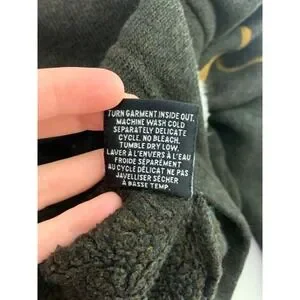 TURN GARMENT INSIDE OUT.
MACHINE WASH COLD
SEPARATELY DELICATE
CYCLE. NO BLEACH.
TUMBLE DRY LOW.
LAVER À L'ENVERS À L'EAU
FROIDE SÉPARÉMENT
AU CYCLE DÉLICAT NE PAS
JAVELLISER SÉCHER
À BASSE TEMP.